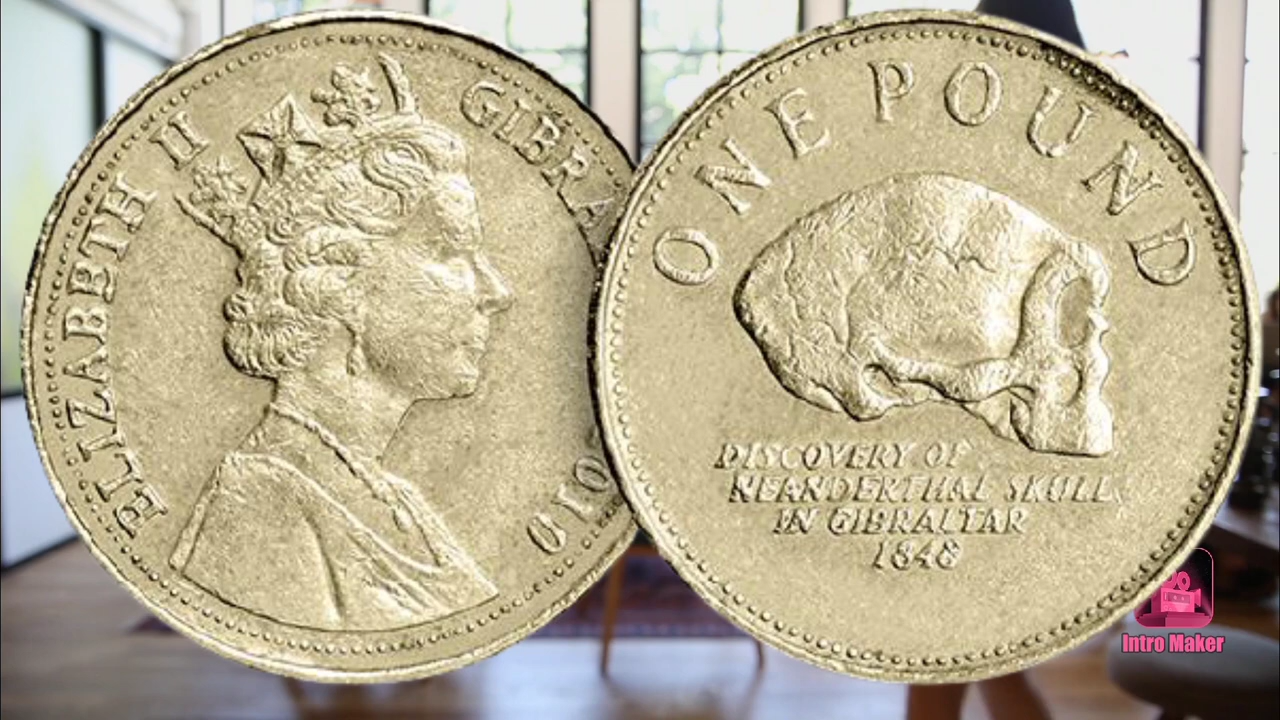 ELIZABETH II
GIBRA
2010
ONE POUND
DISCOVERY OF
NEANDERTHAL SKULL
IN GIBRALTAR
1848
Intro Maker